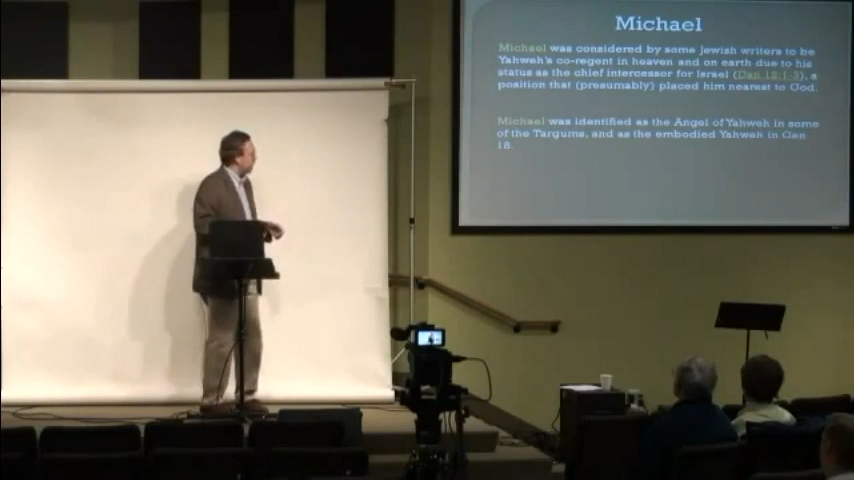 Michael
Michael was considered by some Jewish writers to be
Yahweh's co-regent in heaven and on earth due to his
status as the chief intercessor for Israel (Dan 12:1-3), a
position that (presumably) placed him nearest to God.
Michael was identified as the Angel of Yahweh in some
of the Targums, and as the embodied Yahweh in Gen
18.